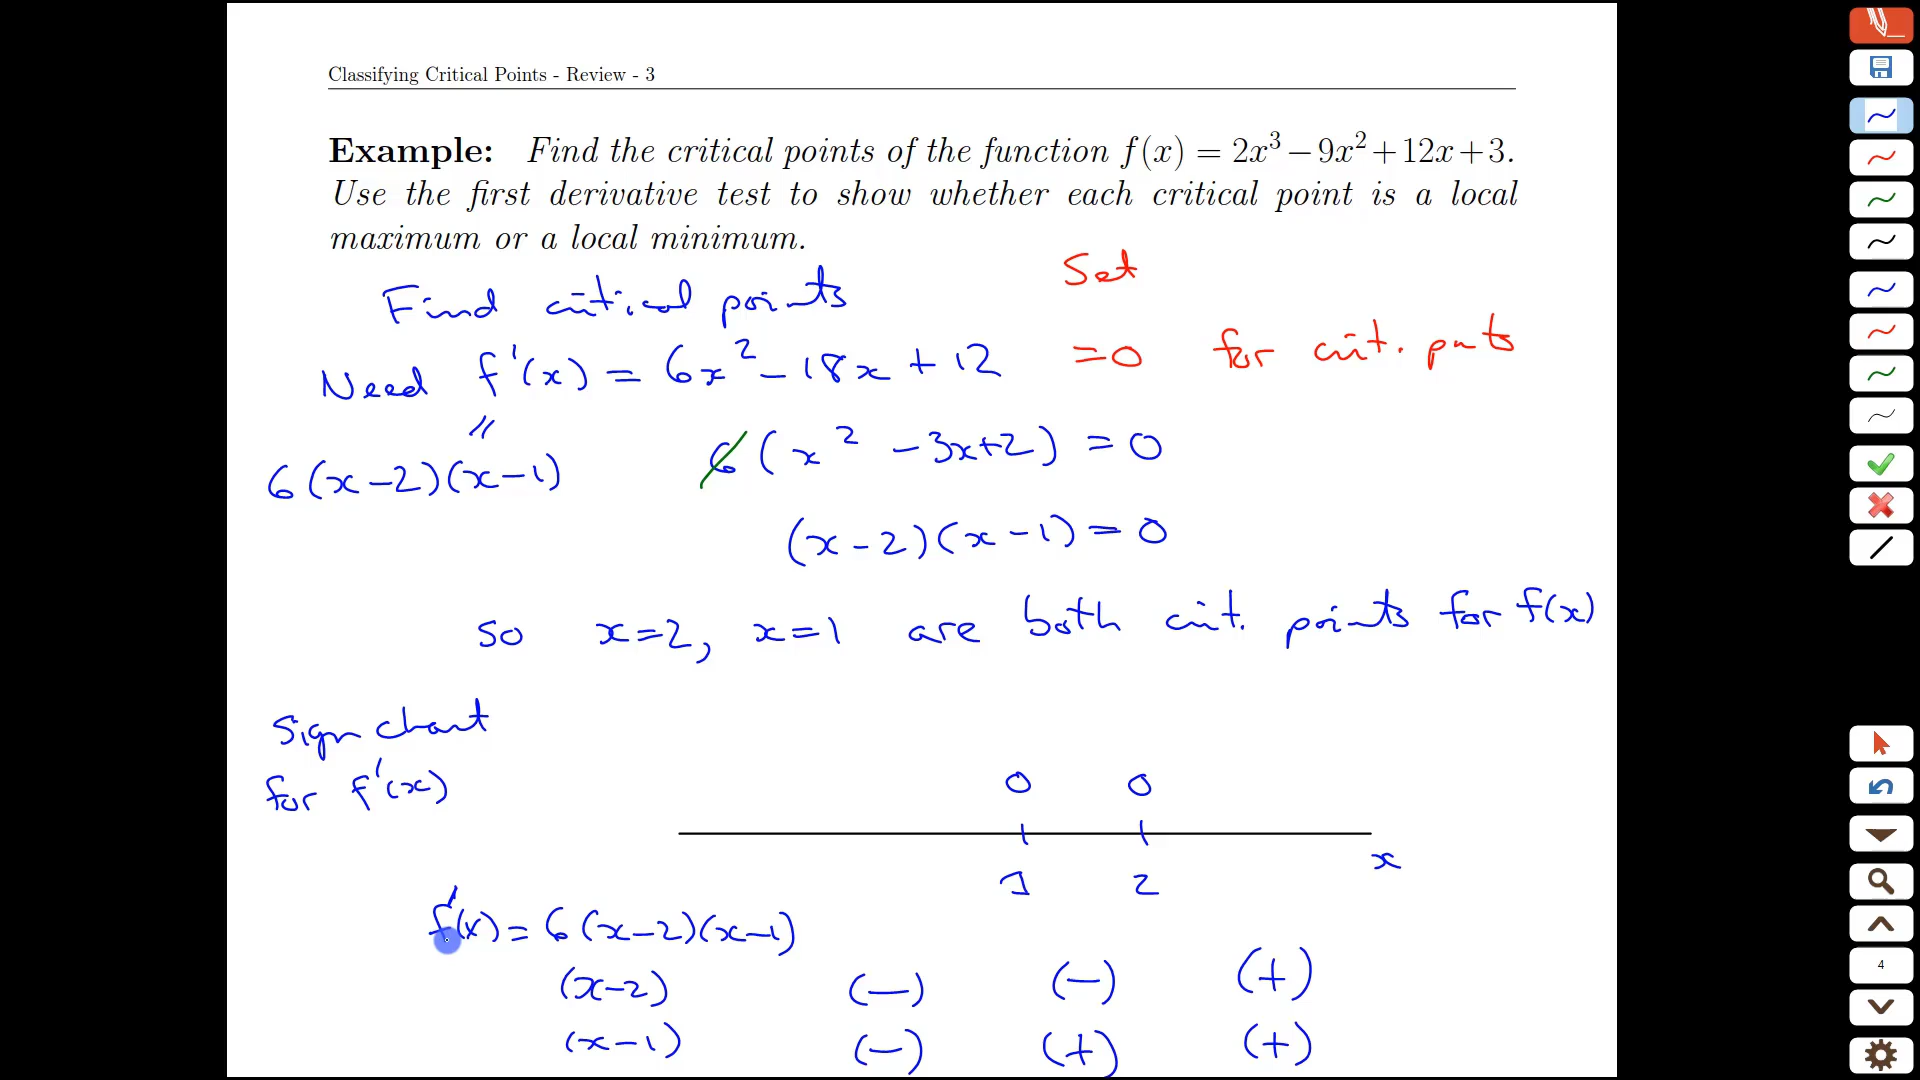 Classifying Critical Points - Review - 3
Example: Find the critical points of the function f(x) = 2x³ − 9x² + 12x + 3.
Use the first derivative test to show whether each critical point is a local
maximum or a local minimum.
Set
Find critical points
Need f'(x) = 6x² − 18x + 12 = 0 for crit. pnts
"
6(x−2)(x−1)
6(x² − 3x+2) = 0
(x−2)(x−1) = 0
so x=2, x=1 are both crit. points for f(x)
Sign chart
for f'(x)
0 0
x
1 2
f'(x) = 6(x−2)(x−1)
(x−2) (−) (−) (+)
(x−1) (−) (+) (+)
4